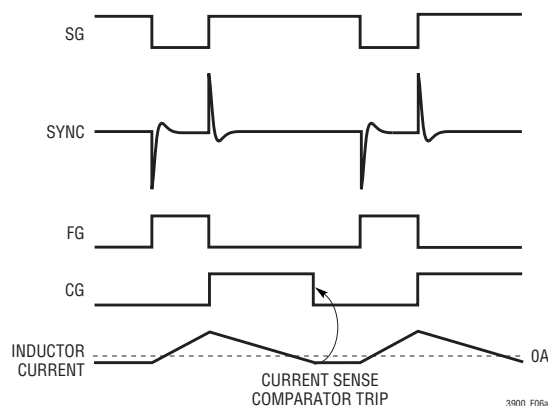 SG
SYNC
FG
CG
INDUCTOR
CURRENT
0A
CURRENT SENSE
COMPARATOR TRIP
3900 F06a